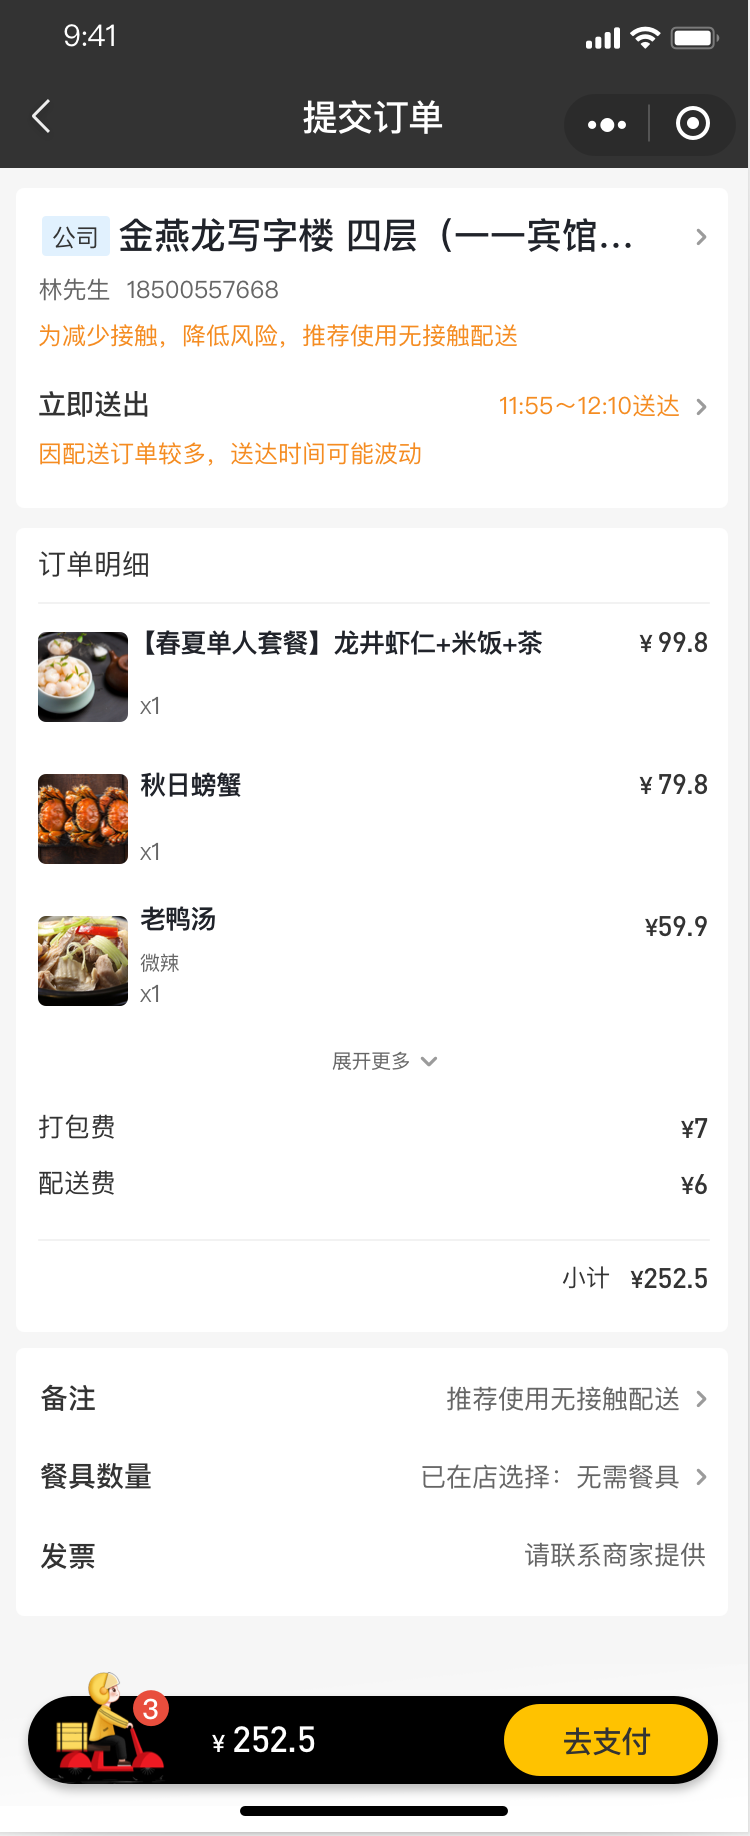 9:41
提交订单
公司 金燕龙写字楼 四层（一一宾馆...
林先生 18500557668
为减少接触，降低风险，推荐使用无接触配送
立即送出 11:55～12:10送达
因配送订单较多，送达时间可能波动
订单明细
【春夏单人套餐】龙井虾仁+米饭+茶 ¥ 99.8
x1
秋日螃蟹 ¥ 79.8
x1
老鸭汤 ¥59.9
微辣
x1
展开更多
打包费 ¥7
配送费 ¥6
小计 ¥252.5
备注 推荐使用无接触配送
餐具数量 已在店选择：无需餐具
发票 请联系商家提供
3
¥ 252.5 去支付